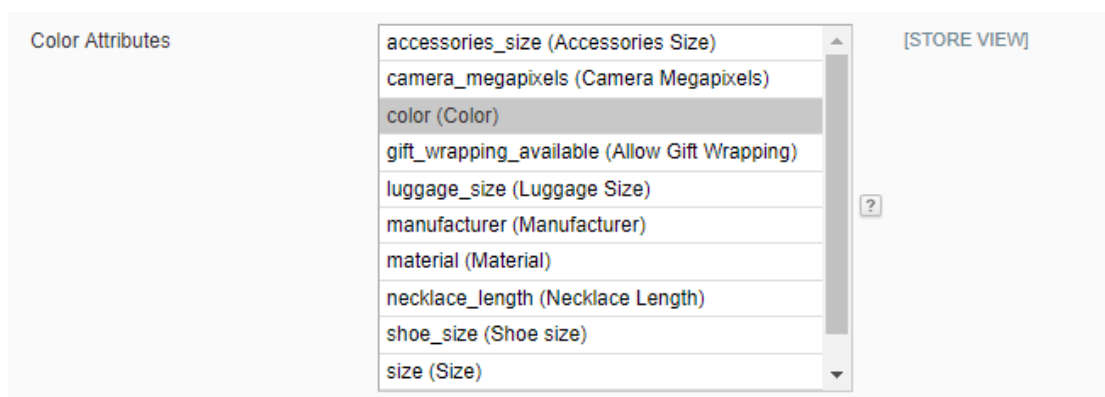 Color Attributes
accessories_size (Accessories Size)
[STORE VIEW]
camera_megapixels (Camera Megapixels)
color (Color)
gift_wrapping_available (Allow Gift Wrapping)
luggage_size (Luggage Size)
?
manufacturer (Manufacturer)
material (Material)
necklace_length (Necklace Length)
shoe_size (Shoe size)
size (Size)